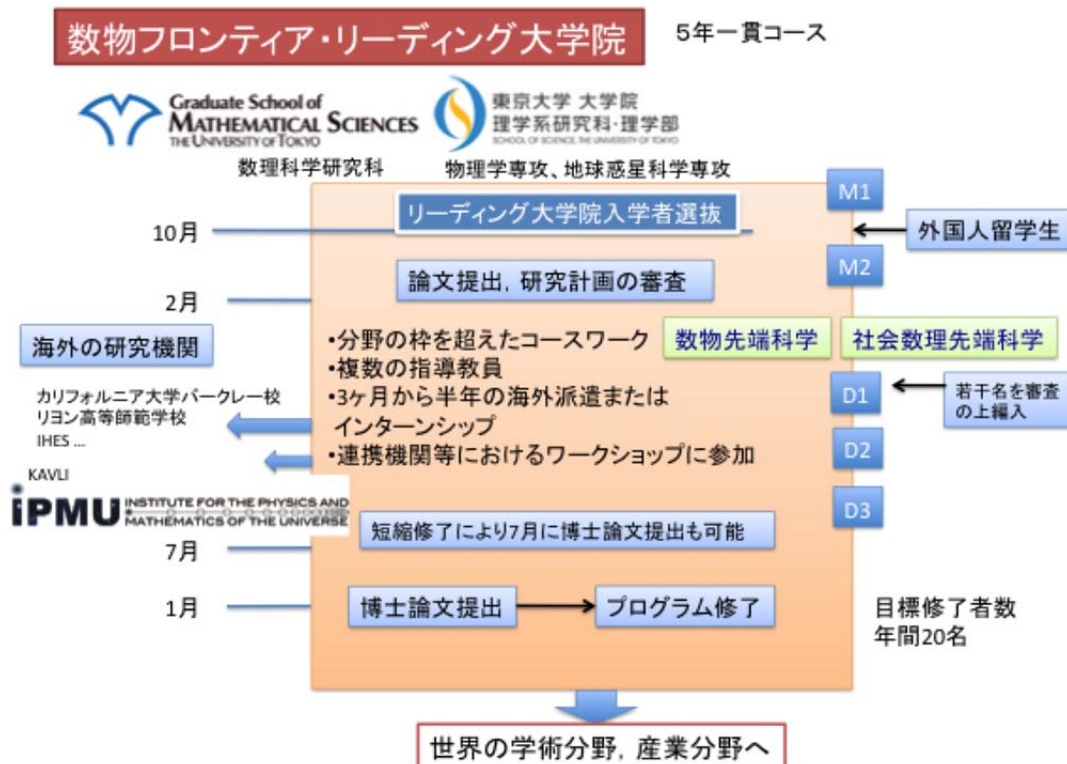 数物フロンティア・リーディング大学院
5年一貫コース
Graduate School of
MATHEMATICAL SCIENCES
THE UNIVERSITY OF TOKYO
東京大学 大学院
理学系研究科・理学部
SCHOOL OF SCIENCE, THE UNIVERSITY OF TOKYO
数理科学研究科
物理学専攻、地球惑星科学専攻
M1
リーディング大学院入学者選抜
10月
外国人留学生
M2
論文提出, 研究計画の審査
2月
海外の研究機関
・分野の枠を超えたコースワーク
数物先端科学
社会数理先端科学
・複数の指導教員
・3ヶ月から半年の海外派遣または
インターンシップ
・連携機関等におけるワークショップに参加
カリフォルニア大学バークレー校
リヨン高等師範学校
IHES ...
D1
若干名を審査
の上編入
D2
KAVLI
iPMU INSTITUTE FOR THE PHYSICS AND
MATHEMATICS OF THE UNIVERSE
D3
短縮修了により7月に博士論文提出も可能
7月
1月
博士論文提出
プログラム修了
目標修了者数
年間20名
世界の学術分野, 産業分野へ